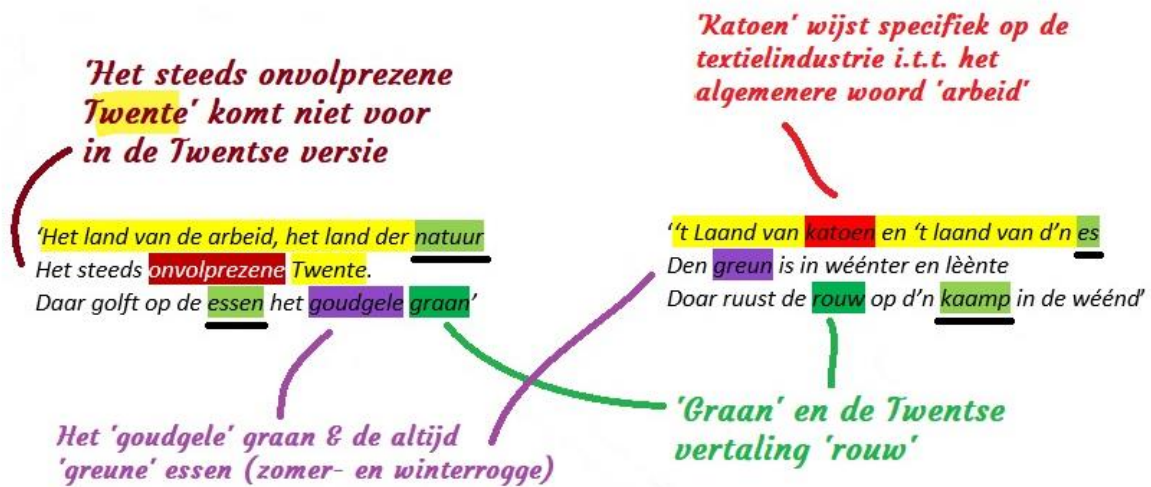 'Het steeds onvolprezene
Twente' komt niet voor
in de Twentse versie
'Katoen' wijst specifiek op de
textielindustrie i.t.t. het
algemenere woord 'arbeid'
‘Het land van de arbeid, het land der natuur
Het steeds onvolprezene Twente.
Daar golft op de essen het goudgele graan’
‘‘t Laand van katoen en ‘t laand van d’n es
Den greun is in wéénter en lèènte
Doar ruust de rouw op d’n kaamp in de wéénd’
Het 'goudgele' graan & de altijd
'greune' essen (zomer- en winterrogge)
'Graan' en de Twentse
vertaling 'rouw'